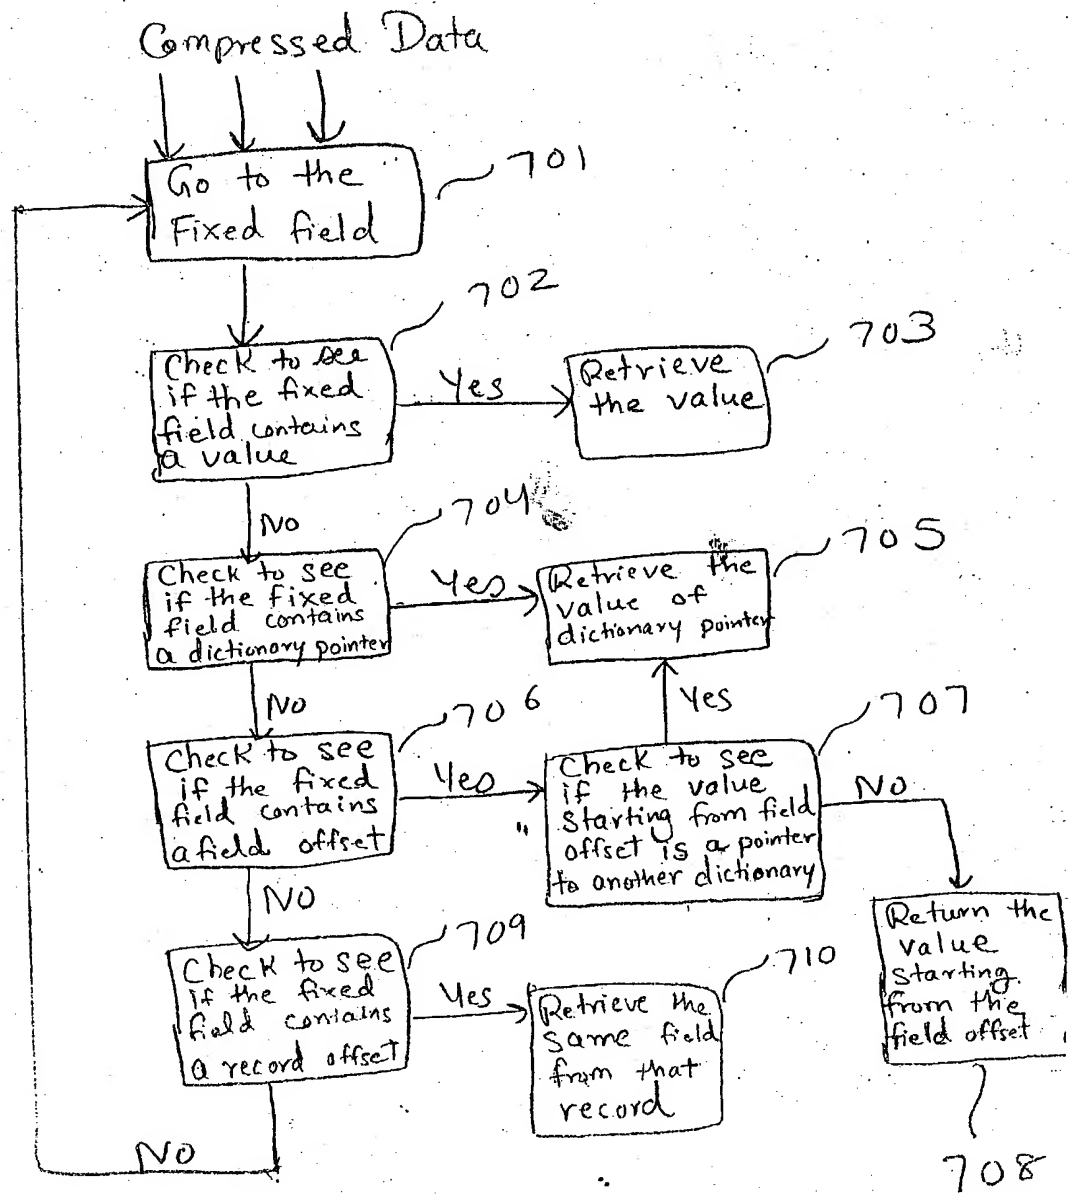 Compressed Data
Go to the
Fixed field
701
702
Check to see
if the fixed
field contains
a value
Yes
Retrieve
the value
703
No
704
Check to see
if the fixed
field contains
a dictionary pointer
Yes
Retrieve the
value of
dictionary pointer
705
No
706
Check to see
if the fixed
field contains
a field offset
Yes
Yes
707
Check to see
if the value
Starting from field
offset is a pointer
to another dictionary
No
Return the
value
Starting
from the
field offset
708
No
709
Check to see
if the fixed
field contains
a record offset
Yes
710
Retrieve the
same field
from that
record
No